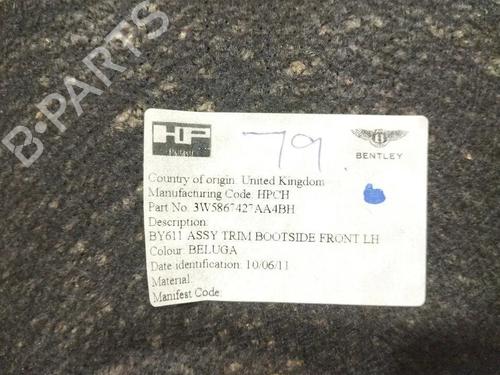 B-PARTS
HP
79
BENTLEY
Country of origin: United Kingdom
Manufacturing Code: HPCH
Part No. 3W5867427AA4BH
Description:
BY611 ASSY TRIM BOOTSIDE FRONT LH
Colour: BELUGA
Date identification: 10/06/11
Material:
Manifest Code: